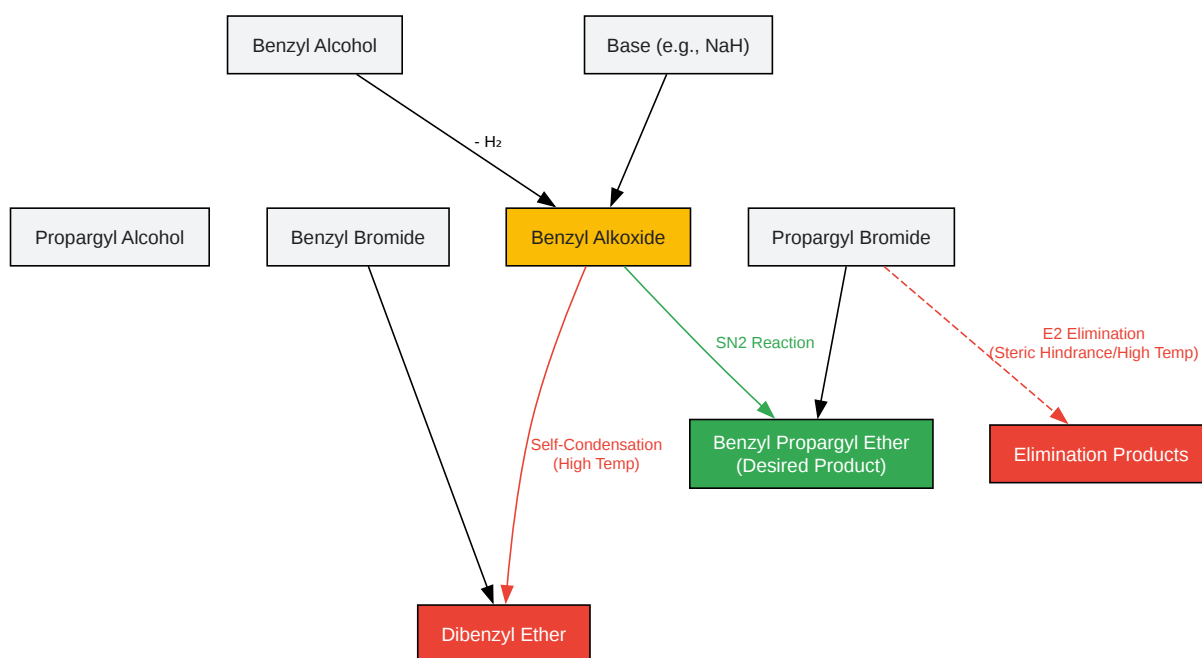 Benzyl Alcohol
Base (e.g., NaH)
- H₂
Propargyl Alcohol
Benzyl Bromide
Benzyl Alkoxide
Propargyl Bromide
SN2 Reaction
E2 Elimination
(Steric Hindrance/High Temp)
Self-Condensation
(High Temp)
Benzyl Propargyl Ether
(Desired Product)
Elimination Products
Dibenzyl Ether